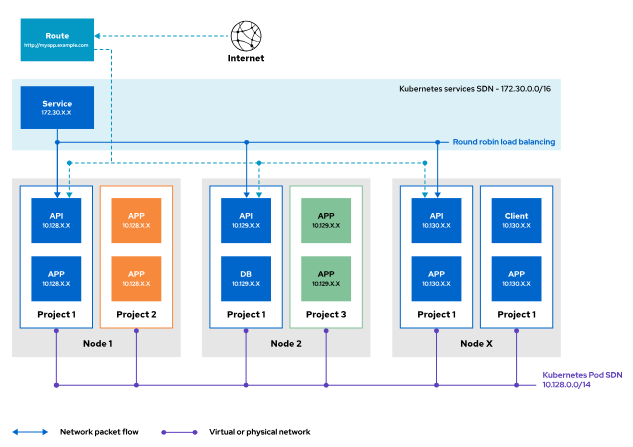 Route
http://myapp.example.com
Internet
Kubernetes services SDN - 172.30.0.0/16
Service
172.30.X.X
Round robin load balancing
API
10.128.X.X
APP
10.128.X.X
API
10.129.X.X
APP
10.129.X.X
API
10.130.X.X
Client
10.130.X.X
APP
10.128.X.X
APP
10.128.X.X
DB
10.129.X.X
APP
10.129.X.X
APP
10.130.X.X
APP
10.130.X.X
Project 1
Project 2
Project 1
Project 3
Project 1
Project 1
Node 1
Node 2
Node X
Kubernetes Pod SDN
10.128.0.0/14
Network packet flow
Virtual or physical network